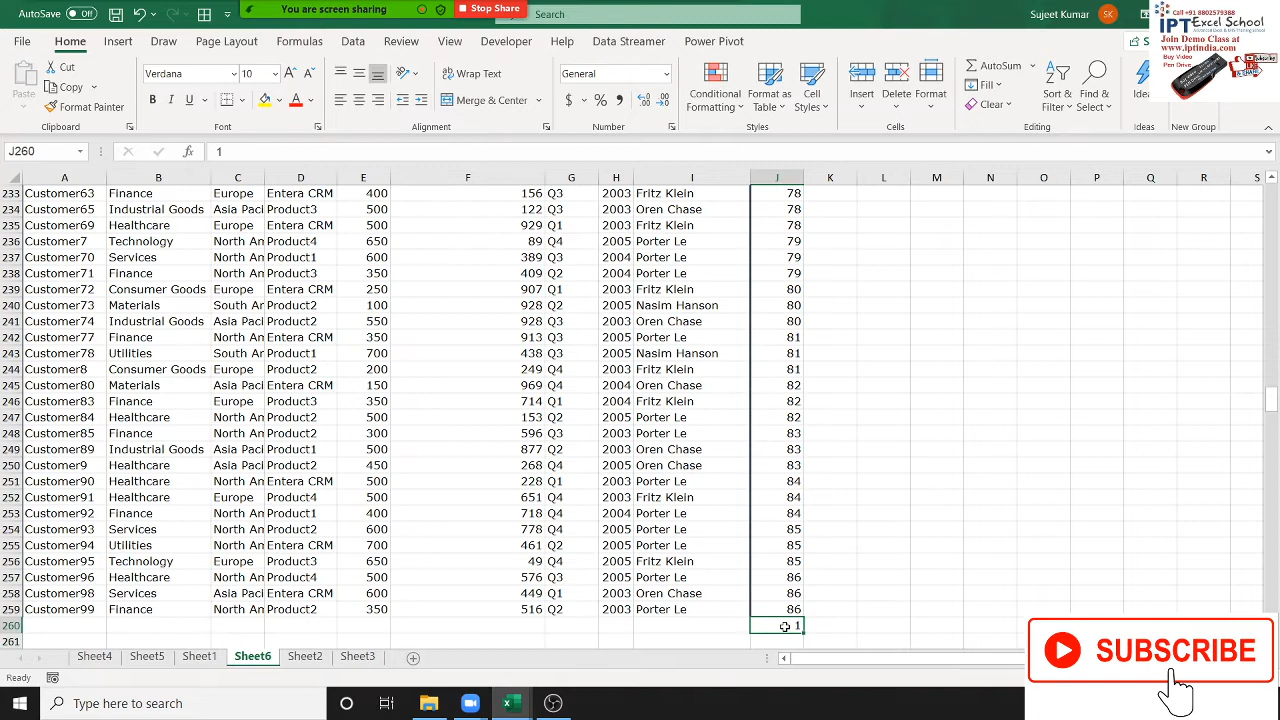 AutoSave Off
You are screen sharing
Stop Share
Search
Sujeet Kumar
SK
Call +91 8802579388
IPT Excel School
Advanced Excel & MIS Training School
Join Demo Class at
www.iptindia.com
Buy Video
Pen Drive
File Home Insert Draw Page Layout Formulas Data Review View Developer Help Data Streamer Power Pivot
Paste
Cut
Copy
Format Painter
Clipboard
Verdana 10
Font
Wrap Text
Merge & Center
Alignment
General
Number
Conditional Formatting
Format as Table
Cell Styles
Styles
Insert Delete Format
Cells
AutoSum
Fill
Clear
Sort & Filter
Find & Select
Editing
Ideas
Ideas
New Group
J260 fx 1
A B C D E F G H I J K L M N O P Q R S
233 Customer63 Finance Europe Entera CRM 400 156 Q3 2003 Fritz Klein 78
234 Customer65 Industrial Goods Asia Paci Product3 500 122 Q3 2003 Oren Chase 78
235 Customer69 Healthcare Europe Entera CRM 500 929 Q1 2003 Fritz Klein 78
236 Customer7 Technology North Am Product4 650 89 Q4 2005 Porter Le 79
237 Customer70 Services North Am Product1 600 389 Q3 2004 Porter Le 79
238 Customer71 Finance North Am Product3 350 409 Q2 2004 Porter Le 79
239 Customer72 Consumer Goods Europe Entera CRM 250 907 Q1 2003 Fritz Klein 80
240 Customer73 Materials South Ar Product2 100 928 Q2 2005 Nasim Hanson 80
241 Customer74 Industrial Goods Asia Paci Product2 550 928 Q3 2003 Oren Chase 80
242 Customer77 Finance North Am Entera CRM 350 913 Q3 2005 Porter Le 81
243 Customer78 Utilities South Ar Product1 700 438 Q3 2005 Nasim Hanson 81
244 Customer8 Consumer Goods Europe Product2 200 249 Q4 2003 Fritz Klein 81
245 Customer80 Materials Asia Paci Entera CRM 150 969 Q4 2004 Oren Chase 82
246 Customer83 Finance Europe Product3 350 714 Q1 2004 Fritz Klein 82
247 Customer84 Healthcare North Am Product2 500 153 Q2 2005 Porter Le 82
248 Customer85 Finance North Am Product2 300 596 Q3 2003 Porter Le 83
249 Customer89 Industrial Goods Asia Paci Product1 500 877 Q2 2003 Oren Chase 83
250 Customer9 Healthcare Asia Paci Product2 450 268 Q4 2005 Oren Chase 83
251 Customer90 Healthcare North Am Entera CRM 500 228 Q1 2003 Porter Le 84
252 Customer91 Healthcare Europe Product4 500 651 Q4 2003 Fritz Klein 84
253 Customer92 Finance North Am Product1 400 718 Q4 2004 Porter Le 84
254 Customer93 Services North Am Product2 600 778 Q4 2005 Porter Le 85
255 Customer94 Utilities North Am Entera CRM 700 461 Q2 2005 Porter Le 85
256 Customer95 Technology Europe Product3 650 49 Q4 2005 Fritz Klein 85
257 Customer96 Healthcare North Am Product4 500 576 Q3 2005 Porter Le 86
258 Customer98 Services Asia Paci Product1 600 449 Q1 2003 Oren Chase 86
259 Customer99 Finance North Am Product2 350 516 Q2 2003 Porter Le 86
260 1
261
Sheet4 Sheet5 Sheet1 Sheet6 Sheet2 Sheet3
Ready
SUBSCRIBE
Type here to search